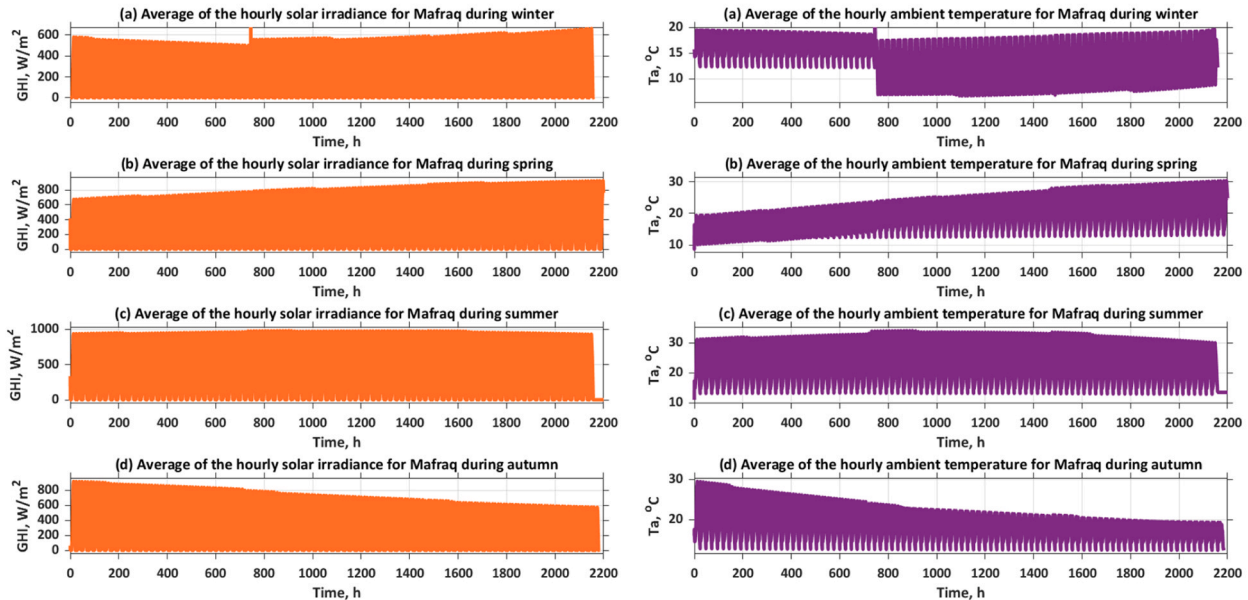 (a) Average of the hourly solar irradiance for Mafraq during winter
GHI, W/m²
600
400
200
0
0 200 400 600 800 1000 1200 1400 1600 1800 2000 2200
Time, h
(b) Average of the hourly solar irradiance for Mafraq during spring
GHI, W/m²
800
600
400
200
0
0 200 400 600 800 1000 1200 1400 1600 1800 2000 2200
Time, h
(c) Average of the hourly solar irradiance for Mafraq during summer
GHI, W/m²
1000
500
0
0 200 400 600 800 1000 1200 1400 1600 1800 2000 2200
Time, h
(d) Average of the hourly solar irradiance for Mafraq during autumn
GHI, W/m²
800
600
400
200
0
0 200 400 600 800 1000 1200 1400 1600 1800 2000 2200
Time, h
(a) Average of the hourly ambient temperature for Mafraq during winter
Ta, °C
20
15
10
0 200 400 600 800 1000 1200 1400 1600 1800 2000 2200
Time, h
(b) Average of the hourly ambient temperature for Mafraq during spring
Ta, °C
30
20
10
0 200 400 600 800 1000 1200 1400 1600 1800 2000 2200
Time, h
(c) Average of the hourly ambient temperature for Mafraq during summer
Ta, °C
30
20
10
0 200 400 600 800 1000 1200 1400 1600 1800 2000 2200
Time, h
(d) Average of the hourly ambient temperature for Mafraq during autumn
Ta, °C
30
20
0 200 400 600 800 1000 1200 1400 1600 1800 2000 2200
Time, h